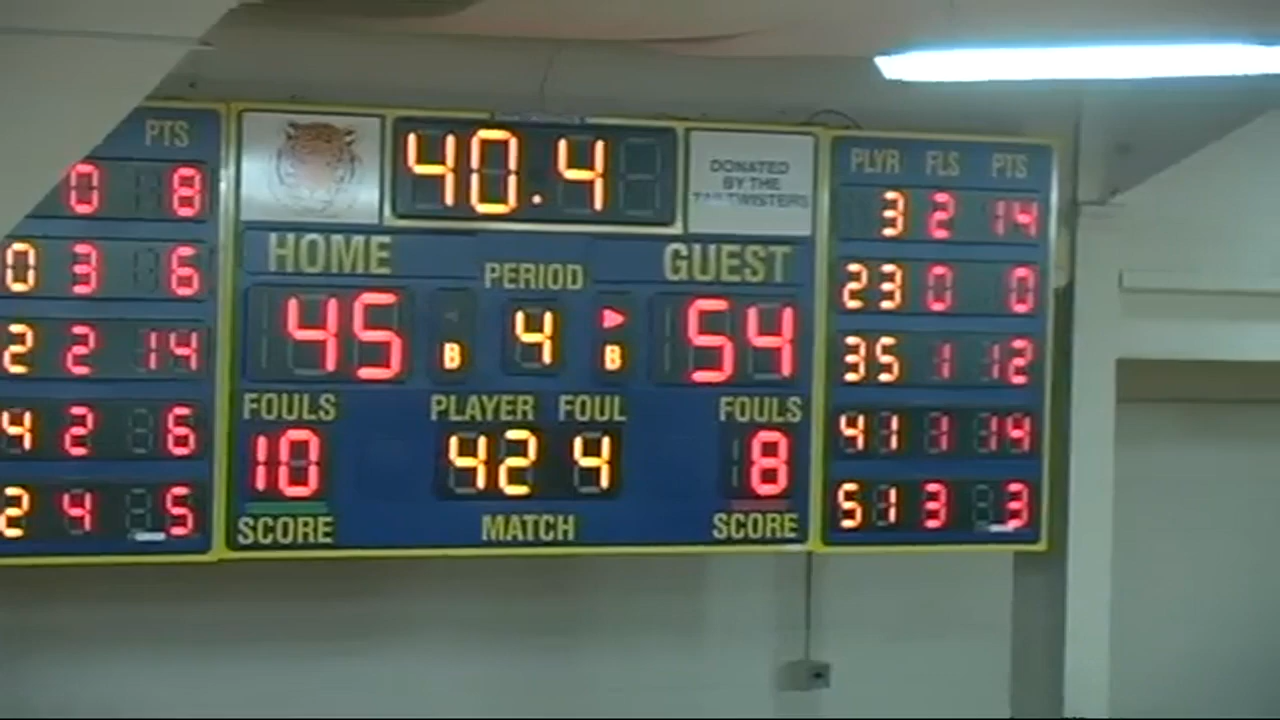 PTS
0 8
0 3 6
2 2 14
4 2 6
2 4 5
40.4
DONATED
BY THE
TAILTWISTERS
HOME
PERIOD
GUEST
45
B
4
B
54
FOULS
PLAYER FOUL
FOULS
10
42 4
8
SCORE
MATCH
SCORE
PLYR FLS PTS
3 2 14
23 0 0
35 1 12
41 1 14
51 3 3